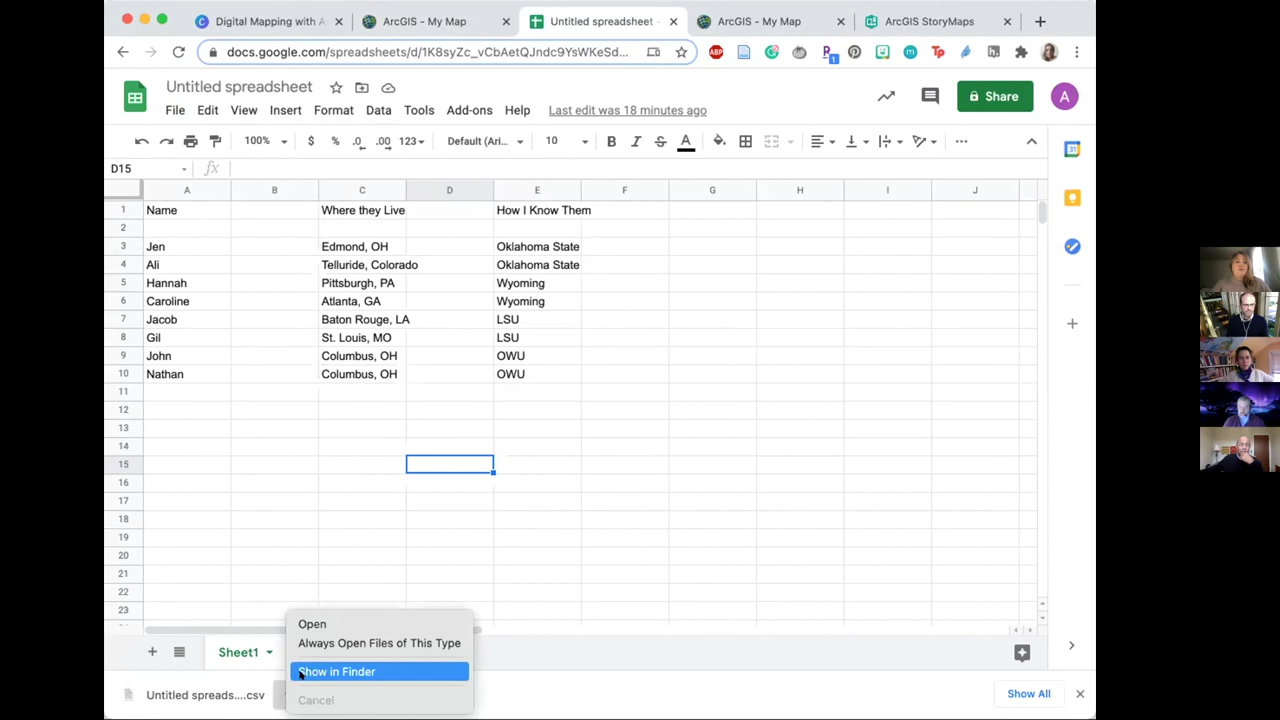 Digital Mapping with A
ArcGIS - My Map
Untitled spreadsheet -
ArcGIS - My Map
ArcGIS StoryMaps
docs.google.com/spreadsheets/d/1K8syZc_vCbAetQJndc9YsWKeSd...
ABP
R
1
m
Tp
Untitled spreadsheet
File Edit View Insert Format Data Tools Add-ons Help Last edit was 18 minutes ago
Share
A
100% $ % .0 .00 123 Default (Ari... 10 B I S A
D15 fx
A B C D E F G H I J
1 Name Where they Live How I Know Them
2
3 Jen Edmond, OH Oklahoma State
4 Ali Telluride, Colorado Oklahoma State
5 Hannah Pittsburgh, PA Wyoming
6 Caroline Atlanta, GA Wyoming
7 Jacob Baton Rouge, LA LSU
8 Gil St. Louis, MO LSU
9 John Columbus, OH OWU
10 Nathan Columbus, OH OWU
11
12
13
14
15
16
17
18
19
20
21
22
23
Open
Always Open Files of This Type
Show in Finder
Cancel
Sheet1
Untitled spreads....csv
Show All
31